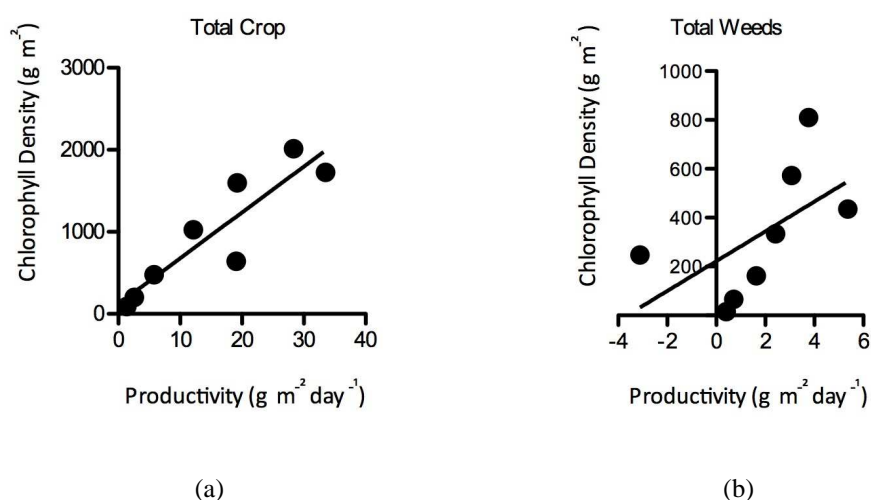 Total Crop
Chlorophyll Density (g m⁻²)
3000
2000
1000
0
0 10 20 30 40
Productivity (g m⁻² day⁻¹)
(a)
Total Weeds
Chlorophyll Density (g m⁻²)
1000
800
600
400
200
-4 -2 0 2 4 6
Productivity (g m⁻² day⁻¹)
(b)